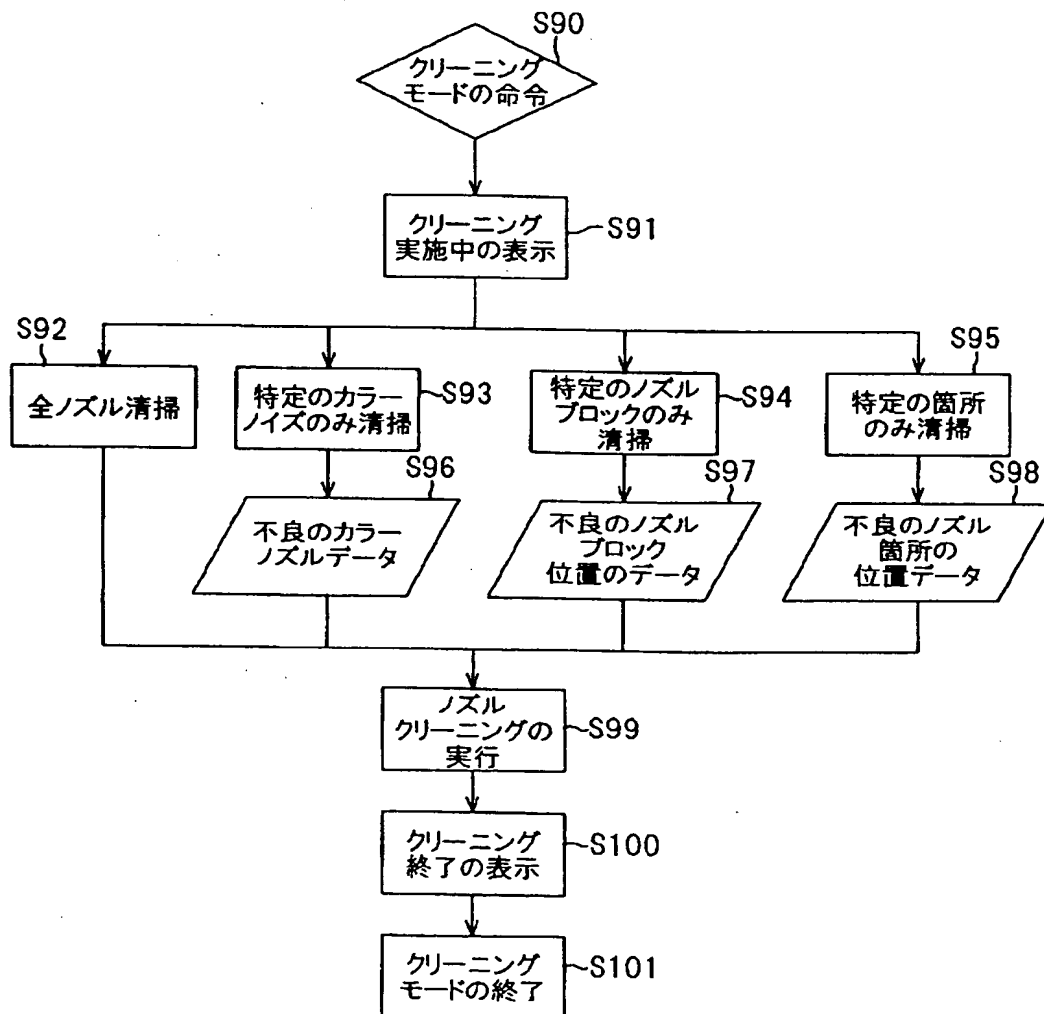 S90
クリーニング
モードの命令
クリーニング
実施中の表示
S91
S92
全ノズル清掃
特定のカラー
ノイズのみ清掃
S93
特定のノズル
ブロックのみ
清掃
S94
S95
特定の箇所
のみ清掃
S96
不良のカラー
ノズルデータ
S97
不良のノズル
ブロック
位置のデータ
S98
不良のノズル
箇所の
位置データ
ノズル
クリーニングの
実行
S99
クリーニング
終了の表示
S100
クリーニング
モードの終了
S101